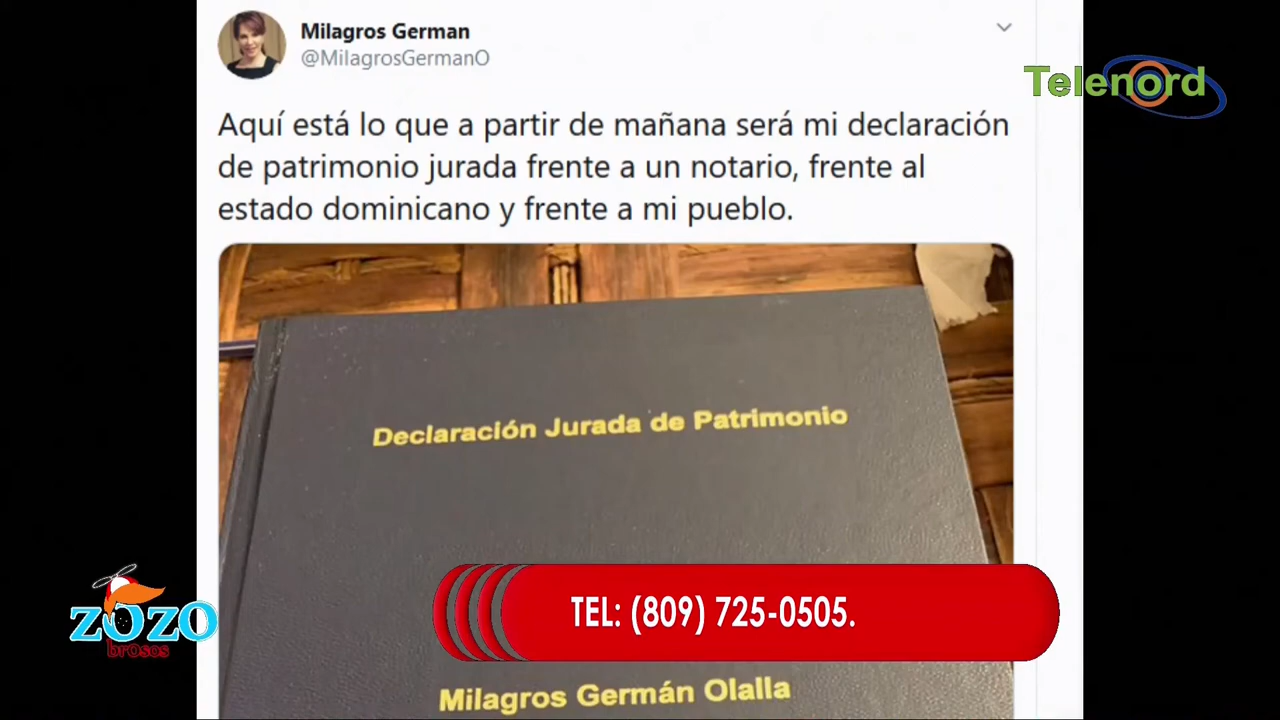 Milagros German
@MilagrosGermanO
Telenord
Aquí está lo que a partir de mañana será mi declaración
de patrimonio jurada frente a un notario, frente al
estado dominicano y frente a mi pueblo.
Declaración Jurada de Patrimonio
TEL: (809) 725-0505.
zOzO
brOsos
Milagros Germán Olalla